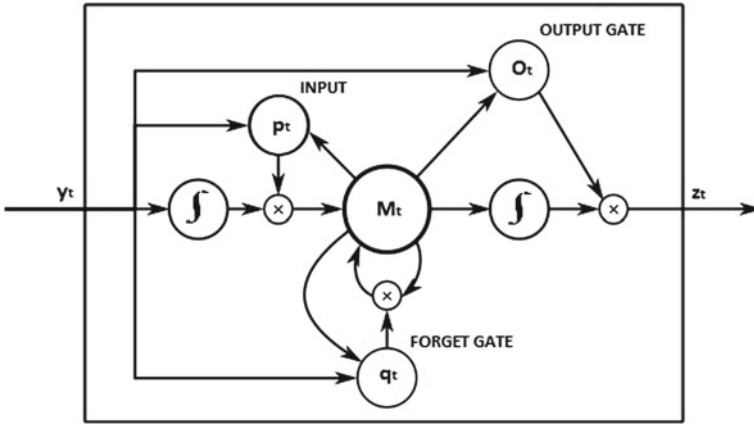 OUTPUT GATE
Ot
INPUT
pt
yt
∫
×
Mt
∫
×
zt
×
FORGET GATE
qt